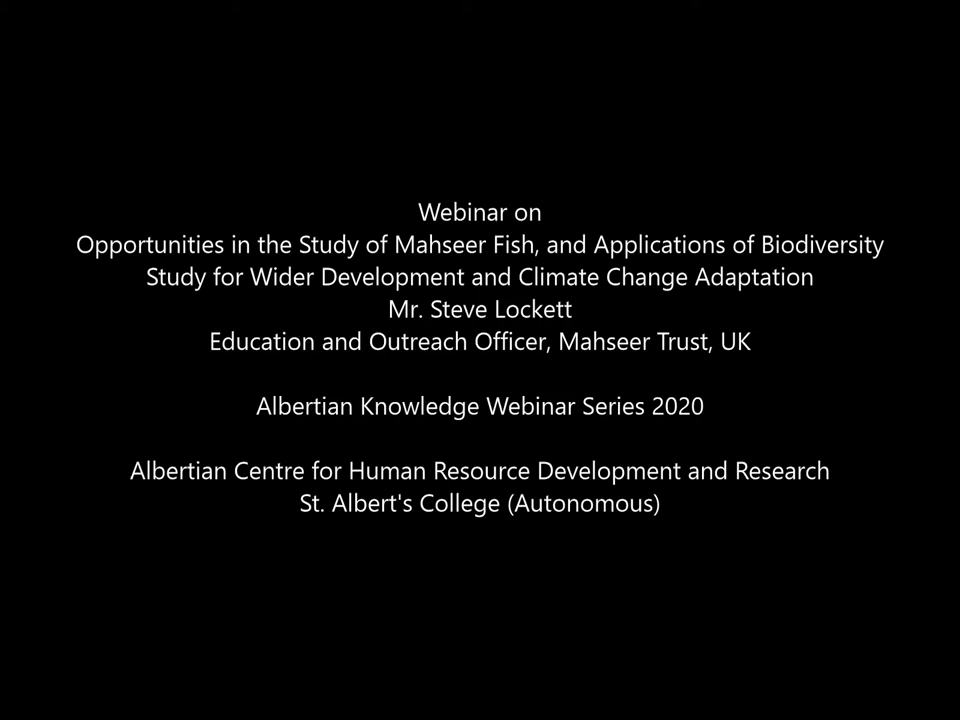 Webinar on
Opportunities in the Study of Mahseer Fish, and Applications of Biodiversity
Study for Wider Development and Climate Change Adaptation
Mr. Steve Lockett
Education and Outreach Officer, Mahseer Trust, UK
Albertian Knowledge Webinar Series 2020
Albertian Centre for Human Resource Development and Research
St. Albert's College (Autonomous)